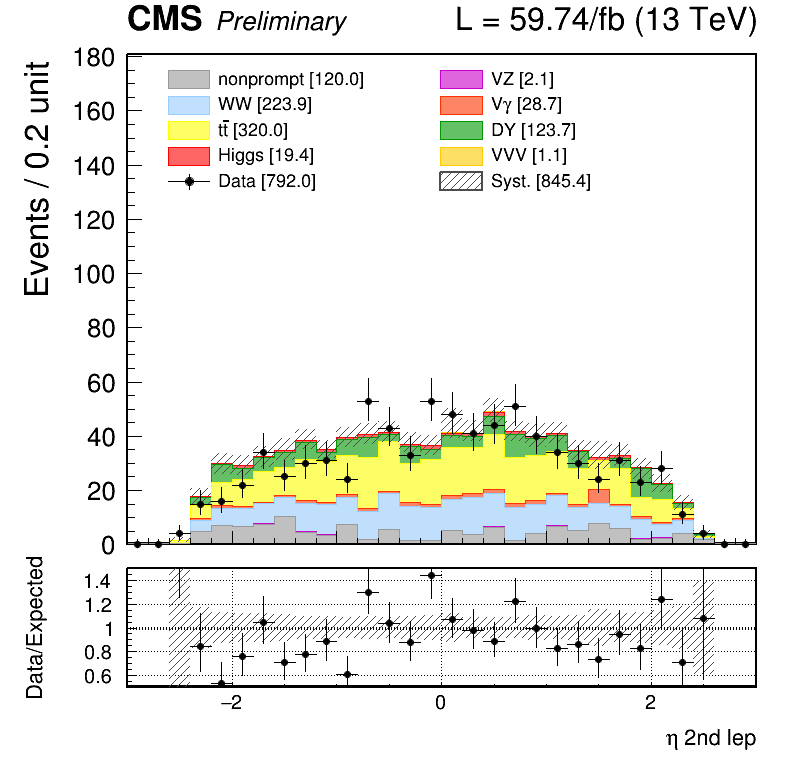 CMS Preliminary L = 59.74/fb (13 TeV)
Events / 0.2 unit
180
160
140
120
100
80
60
40
20
0
nonprompt [120.0]
WW [223.9]
tt̄ [320.0]
Higgs [19.4]
Data [792.0]
VZ [2.1]
Vγ [28.7]
DY [123.7]
VVV [1.1]
Syst. [845.4]
Data/Expected
1.4
1.2
1
0.8
0.6
−2 0 2
η 2nd lep